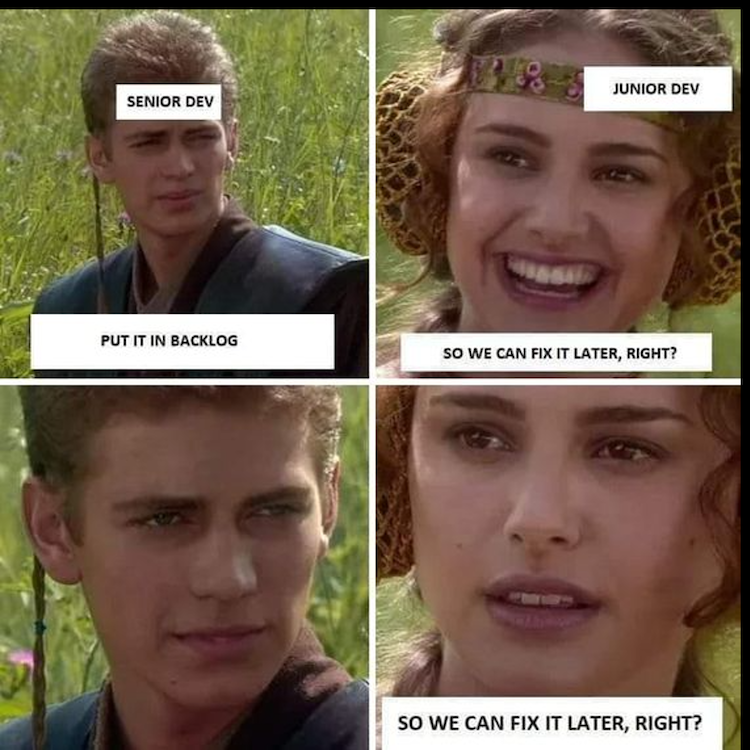 SENIOR DEV
JUNIOR DEV
PUT IT IN BACKLOG
SO WE CAN FIX IT LATER, RIGHT?
SO WE CAN FIX IT LATER, RIGHT?